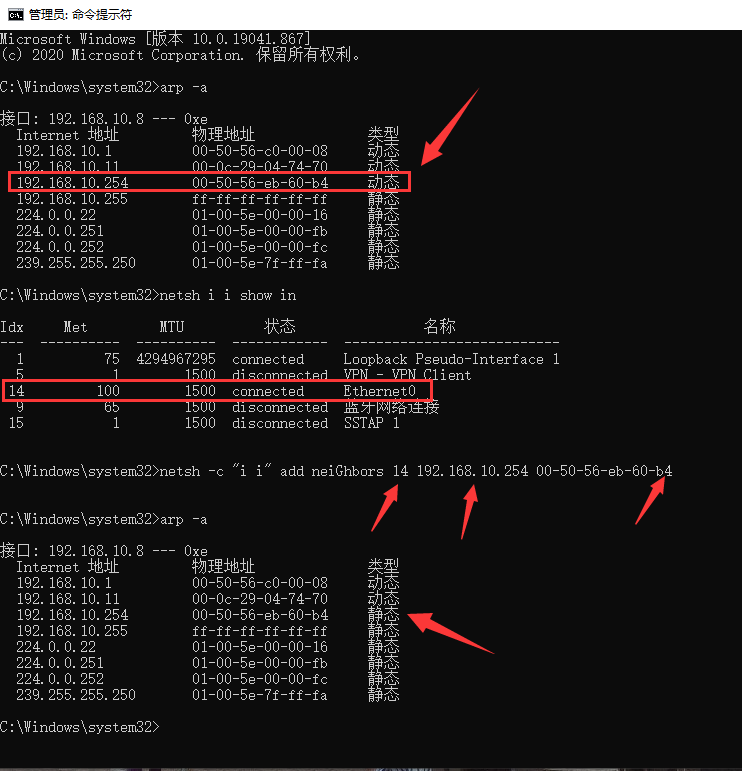 管理员: 命令提示符
Microsoft Windows [版本 10.0.19041.867]
(c) 2020 Microsoft Corporation. 保留所有权利。
C:\Windows\system32>arp -a
接口: 192.168.10.8 --- 0xe
Internet 地址 物理地址 类型
192.168.10.1 00-50-56-c0-00-08 动态
192.168.10.11 00-0c-29-04-74-70 动态
192.168.10.254 00-50-56-eb-60-b4 动态
192.168.10.255 ff-ff-ff-ff-ff-ff 静态
224.0.0.22 01-00-5e-00-00-16 静态
224.0.0.251 01-00-5e-00-00-fb 静态
224.0.0.252 01-00-5e-00-00-fc 静态
239.255.255.250 01-00-5e-7f-ff-fa 静态
C:\Windows\system32>netsh i i show in
Idx Met MTU 状态 名称
--- ---------- ---------- ------------ ---------------------------
1 75 4294967295 connected Loopback Pseudo-Interface 1
5 1 1500 disconnected VPN - VPN Client
14 100 1500 connected Ethernet0
9 65 1500 disconnected 蓝牙网络连接
15 1 1500 disconnected SSTAP 1
C:\Windows\system32>netsh -c "i i" add neiGhbors 14 192.168.10.254 00-50-56-eb-60-b4
C:\Windows\system32>arp -a
接口: 192.168.10.8 --- 0xe
Internet 地址 物理地址 类型
192.168.10.1 00-50-56-c0-00-08 动态
192.168.10.11 00-0c-29-04-74-70 动态
192.168.10.254 00-50-56-eb-60-b4 静态
192.168.10.255 ff-ff-ff-ff-ff-ff 静态
224.0.0.22 01-00-5e-00-00-16 静态
224.0.0.251 01-00-5e-00-00-fb 静态
224.0.0.252 01-00-5e-00-00-fc 静态
239.255.255.250 01-00-5e-7f-ff-fa 静态
C:\Windows\system32>